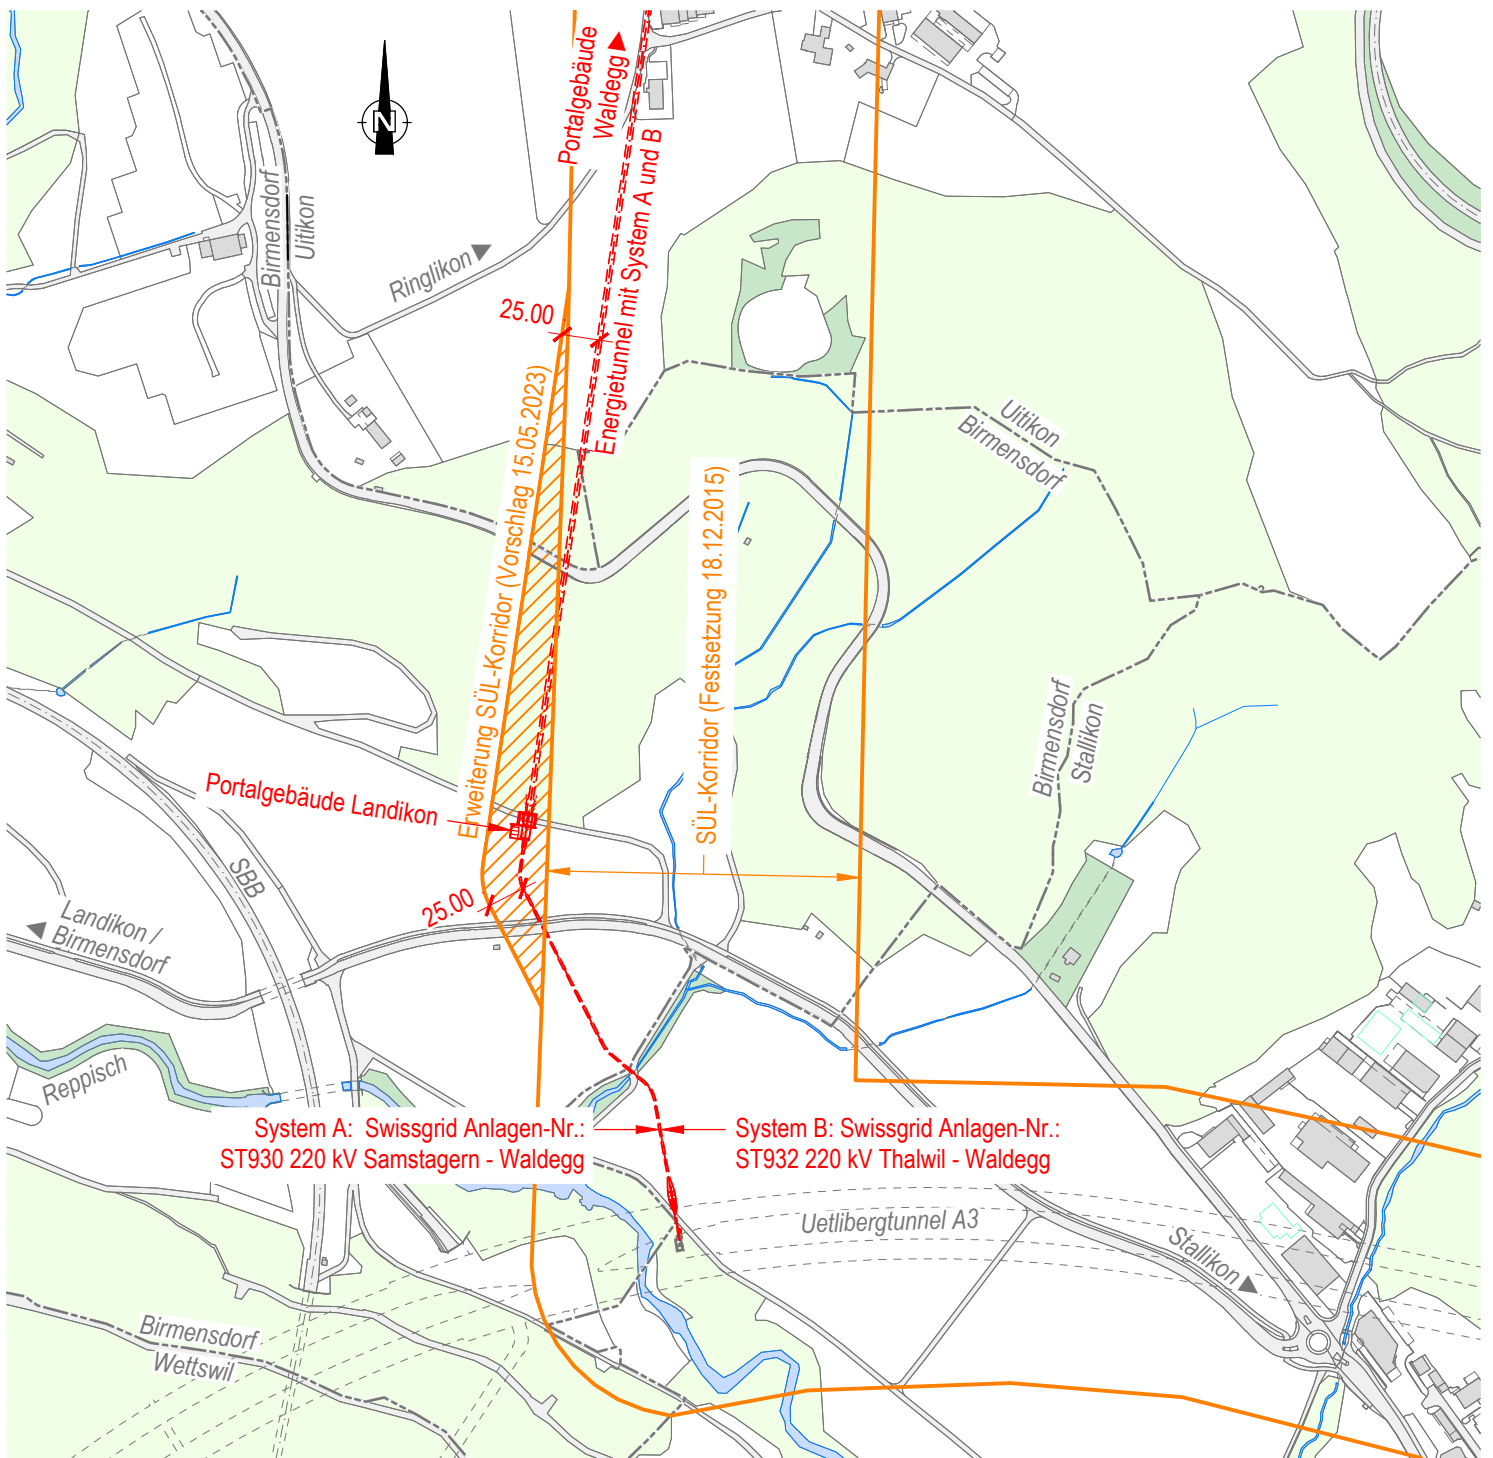 Portalgebäude
Waldegg
N
Energietunnel mit System A und B
Birmensdorf
Uitikon
Ringlikon
25.00
Erweiterung SÜL-Korridor (Vorschlag 15.05.2023)
Uitikon
Birmensdorf
SÜL-Korridor (Festsetzung 18.12.2015)
Birmensdorf
Stallikon
Portalgebäude Landikon
SBB
25.00
Landikon /
Birmensdorf
Reppisch
System A: Swissgrid Anlagen-Nr.:
ST930 220 kV Samstagern - Waldegg
System B: Swissgrid Anlagen-Nr.:
ST932 220 kV Thalwil - Waldegg
Uetlibergtunnel A3
Stallikon
Birmensdorf
Wettswil